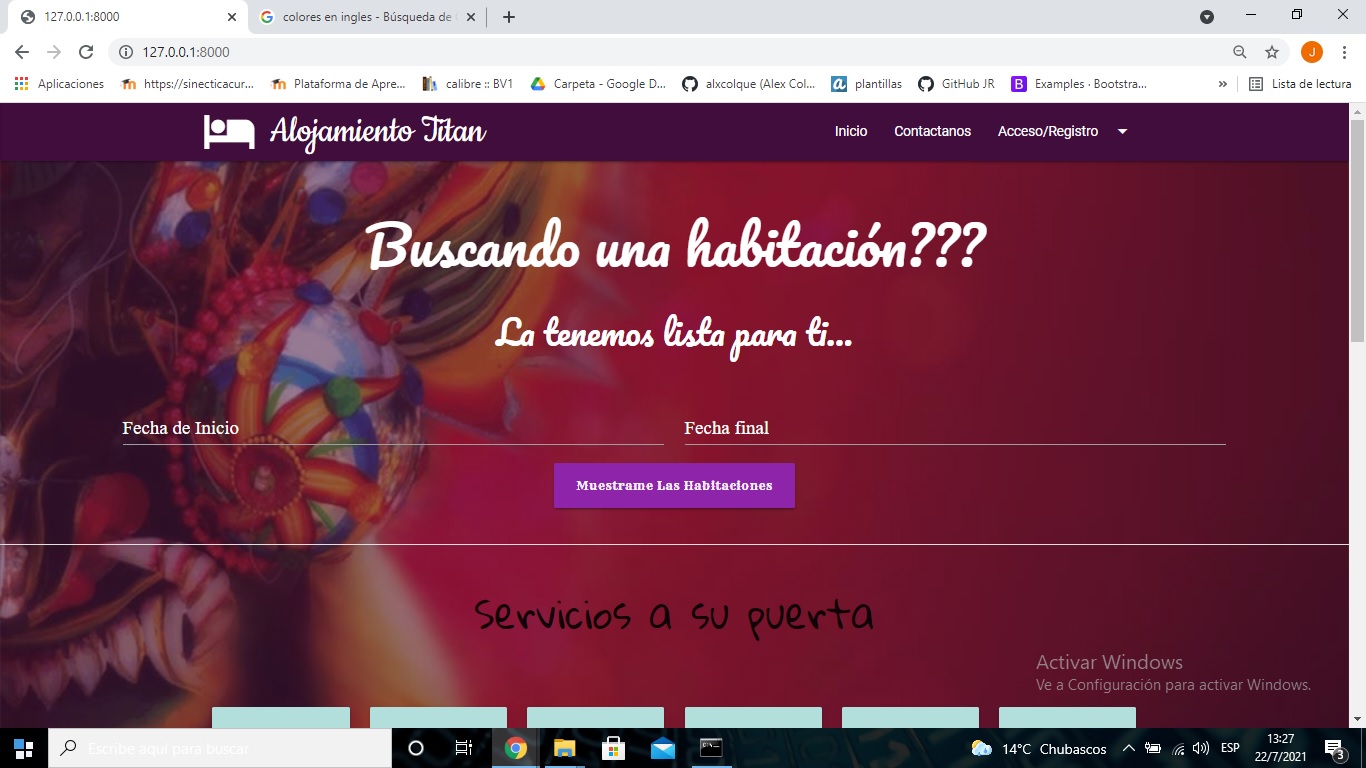 127.0.0.1:8000
colores en ingles - Búsqueda de
127.0.0.1:8000
J
Aplicaciones
https://sinecticacur...
Plataforma de Apre...
calibre :: BV1
Carpeta - Google D...
alxcolque (Alex Col...
plantillas
GitHub JR
Examples · Bootstra...
»
Lista de lectura
Alojamiento Titan
Inicio
Contactanos
Acceso/Registro
Buscando una habitación???
La tenemos lista para ti...
Fecha de Inicio
Fecha final
Muestrame Las Habitaciones
Servicios a su puerta
Activar Windows
Ve a Configuración para activar Windows.
Escribe aquí para buscar
14°C Chubascos
ESP
13:27
22/7/2021
3